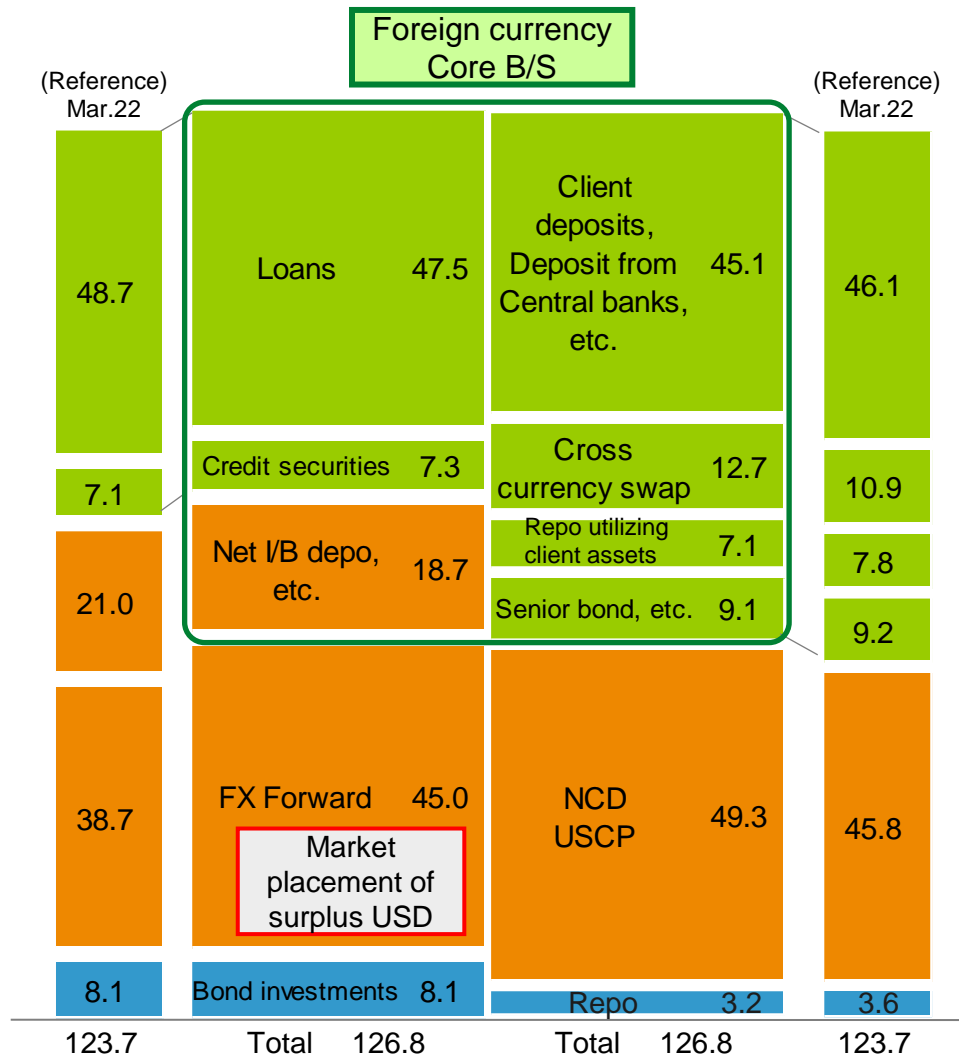 Foreign currency
Core B/S
(Reference)
Mar.22
48.7
7.1
21.0
38.7
8.1
123.7
Loans 47.5
Credit securities 7.3
Net I/B depo,
etc. 18.7
FX Forward 45.0
Market
placement of
surplus USD
Bond investments 8.1
Total 126.8
Client
deposits,
Deposit from 45.1
Central banks,
etc.
Cross
currency swap 12.7
Repo utilizing
client assets 7.1
Senior bond, etc. 9.1
NCD
USCP 49.3
Repo 3.2
Total 126.8
(Reference)
Mar.22
46.1
10.9
7.8
9.2
45.8
3.6
123.7